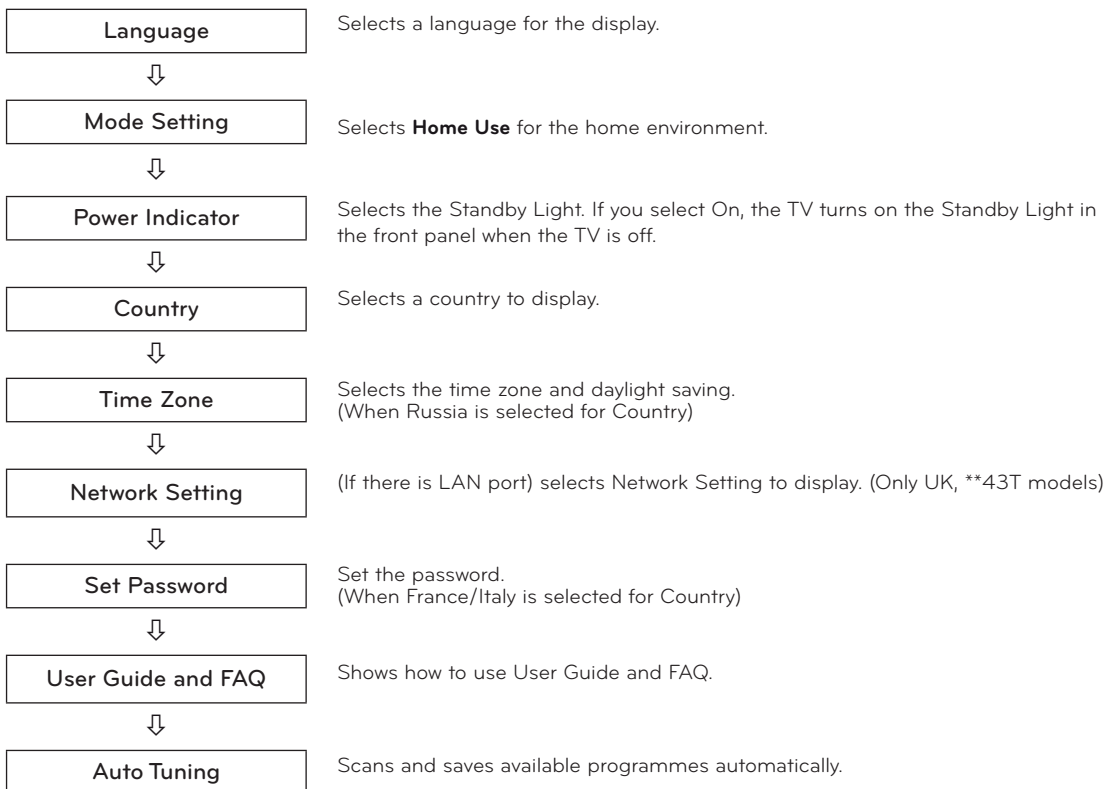 Language
Selects a language for the display.
Mode Setting
Selects Home Use for the home environment.
Power Indicator
Selects the Standby Light. If you select On, the TV turns on the Standby Light in
the front panel when the TV is off.
Country
Selects a country to display.
Time Zone
Selects the time zone and daylight saving.
(When Russia is selected for Country)
Network Setting
(If there is LAN port) selects Network Setting to display. (Only UK, **43T models)
Set Password
Set the password.
(When France/Italy is selected for Country)
User Guide and FAQ
Shows how to use User Guide and FAQ.
Auto Tuning
Scans and saves available programmes automatically.